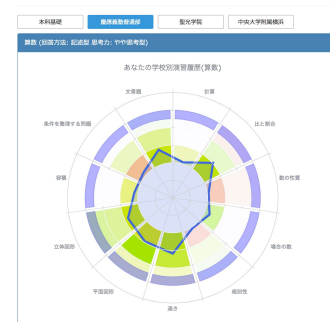 本科基礎
慶應義塾普通部
聖光学院
中央大学附属横浜
算数 (回答方法: 記述型 思考力: やや思考型)
あなたの学校別演習履歴(算数)
文章題
計算
条件を整理する問題
比と割合
容積
数の性質
立体図形
場合の数
平面図形
規則性
速さ